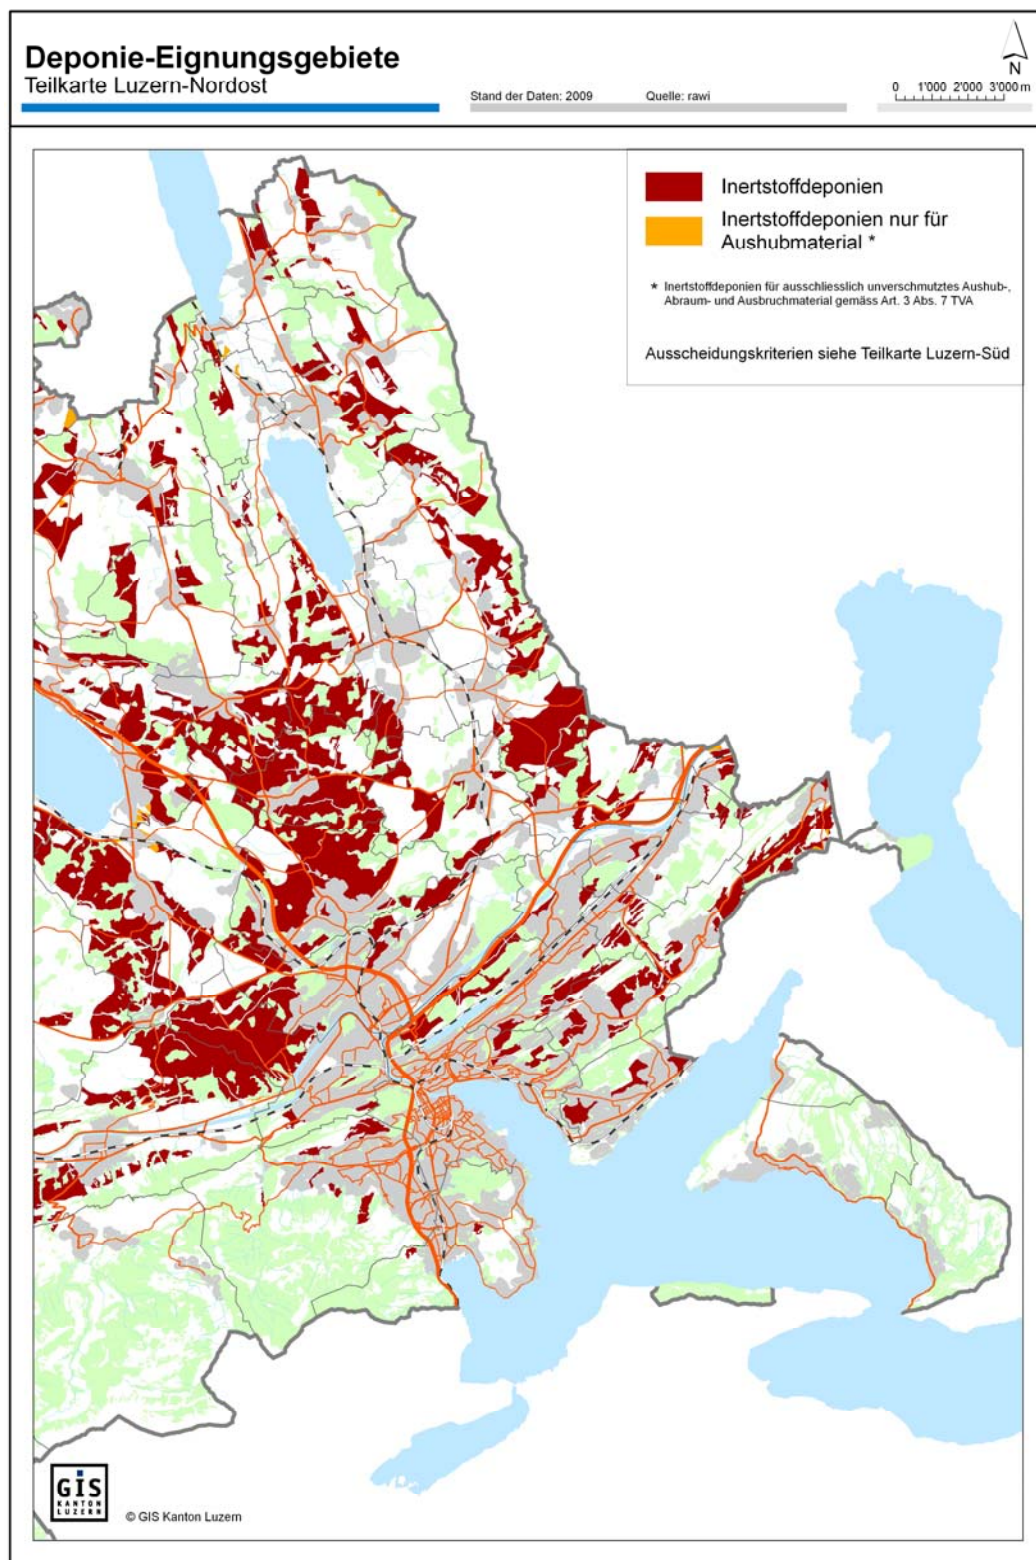 Deponie-Eignungsgebiete
Teilkarte Luzern-Nordost
Stand der Daten: 2009 Quelle: rawi
N
0 1'000 2'000 3'000 m
Inertstoffdeponien
Inertstoffdeponien nur für
Aushubmaterial *
* Inertstoffdeponien für ausschliesslich unverschmutztes Aushub-,
Abraum- und Ausbruchmaterial gemäss Art. 3 Abs. 7 TVA
Ausscheidungskriterien siehe Teilkarte Luzern-Süd
GiS
KANTON
LUZERN
© GIS Kanton Luzern